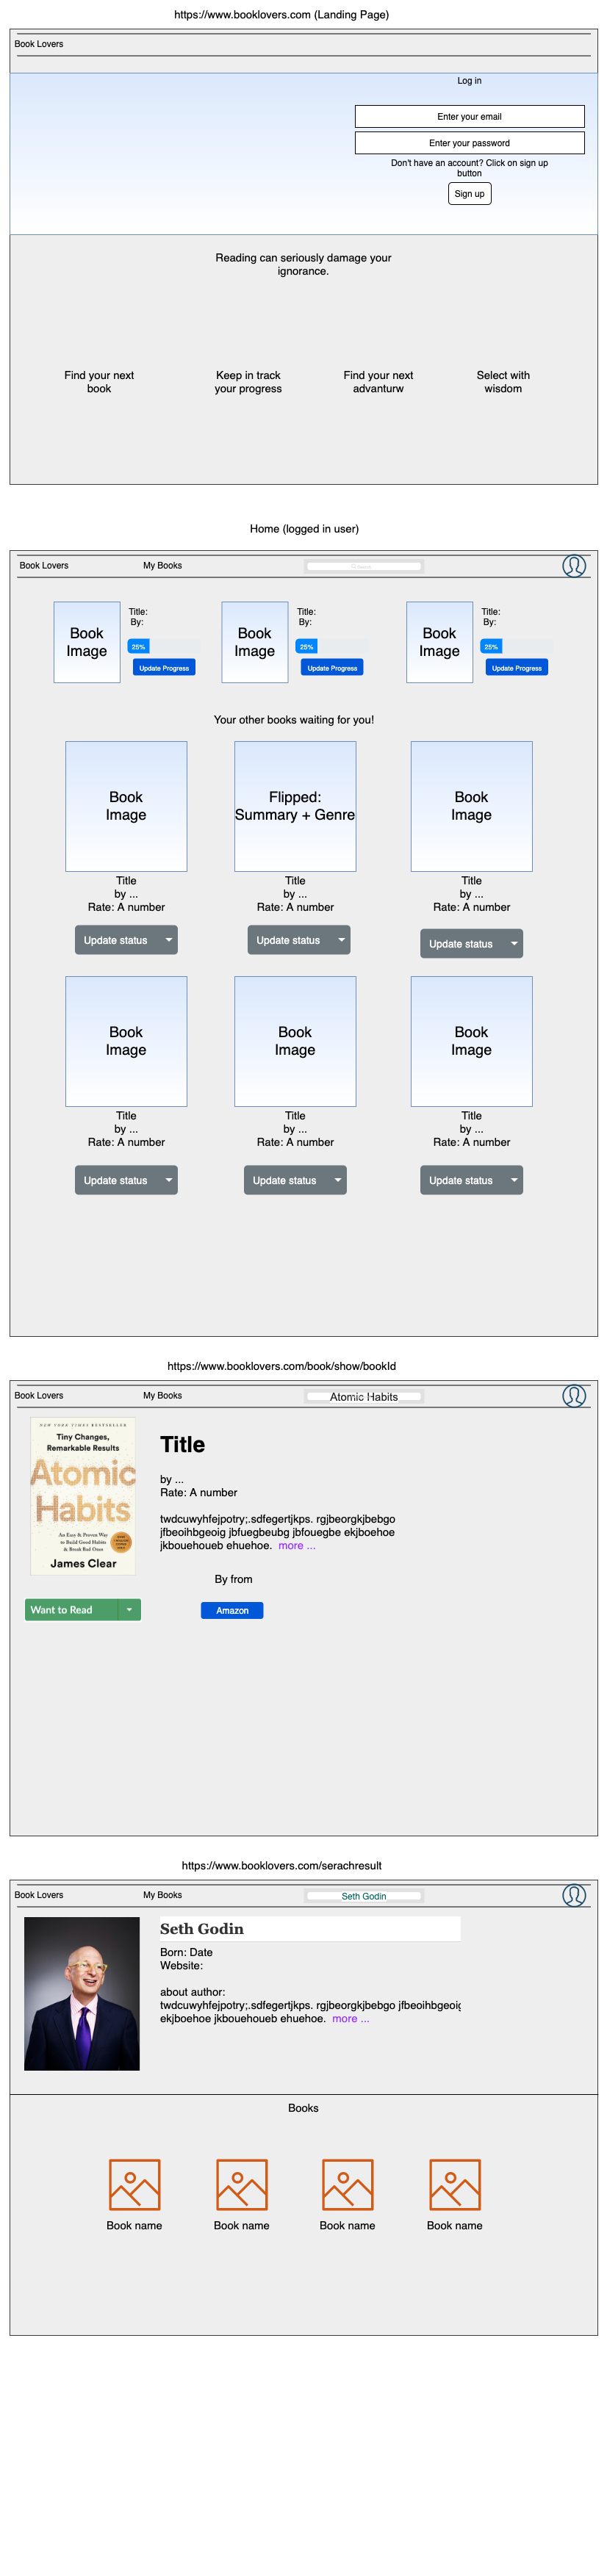 https://www.booklovers.com (Landing Page)
Book Lovers
Log in
Enter your email
Enter your password
Don't have an account? Click on sign up
button
Sign up
Reading can seriously damage your
ignorance.
Find your next
book
Keep in track
your progress
Find your next
advanturw
Select with
wisdom
Home (logged in user)
Book Lovers
My Books
Search
Book
Image
Title:
By:
25%
Update Progress
Book
Image
Title:
By:
25%
Update Progress
Book
Image
Title:
By:
25%
Update Progress
Your other books waiting for you!
Book
Image
Title
by ...
Rate: A number
Update status
Flipped:
Summary + Genre
Title
by ...
Rate: A number
Update status
Book
Image
Title
by ...
Rate: A number
Update status
Book
Image
Title
by ...
Rate: A number
Update status
Book
Image
Title
by ...
Rate: A number
Update status
Book
Image
Title
by ...
Rate: A number
Update status
https://www.booklovers.com/book/show/bookId
Book Lovers
My Books
Atomic Habits
NEW YORK TIMES BESTSELLER
Tiny Changes,
Remarkable Results
Atomic
Habits
An Easy & Proven Way
to Build Good Habits
& Break Bad Ones
James Clear
Want to Read
Title
by ...
Rate: A number
twdcuwyhfejpotry;.sdfegertjkps. rgjbeorgkjbebgo
jfbeoihbgeoig jbfuegbeubg jbfouegbe ekjboehoe
jkbouehoueb ehuehoe. more ...
By from
Amazon
https://www.booklovers.com/serachresult
Book Lovers
My Books
Seth Godin
Seth Godin
Born: Date
Website:
about author:
twdcuwyhfejpotry;.sdfegertjkps. rgjbeorgkjbebgo jfbeoihbgeoig
ekjboehoe jkbouehoueb ehuehoe. more ...
Books
Book name
Book name
Book name
Book name